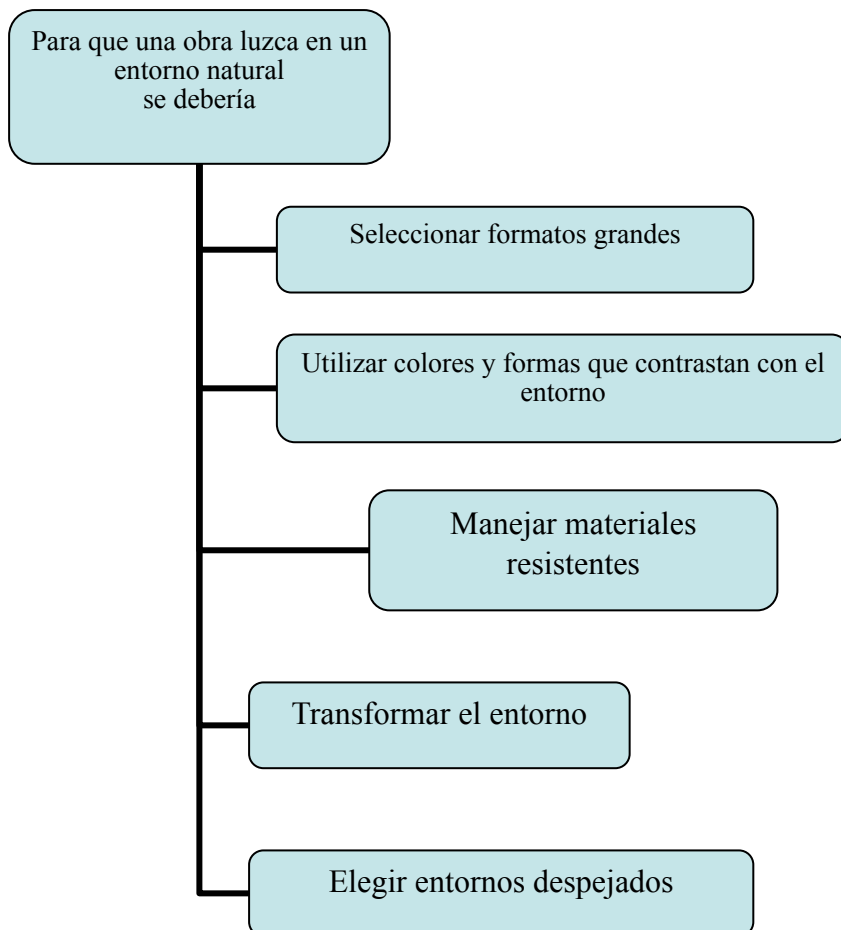 Para que una obra luzca en un
entorno natural
se debería
Seleccionar formatos grandes
Utilizar colores y formas que contrastan con el
entorno
Manejar materiales
resistentes
Transformar el entorno
Elegir entornos despejados